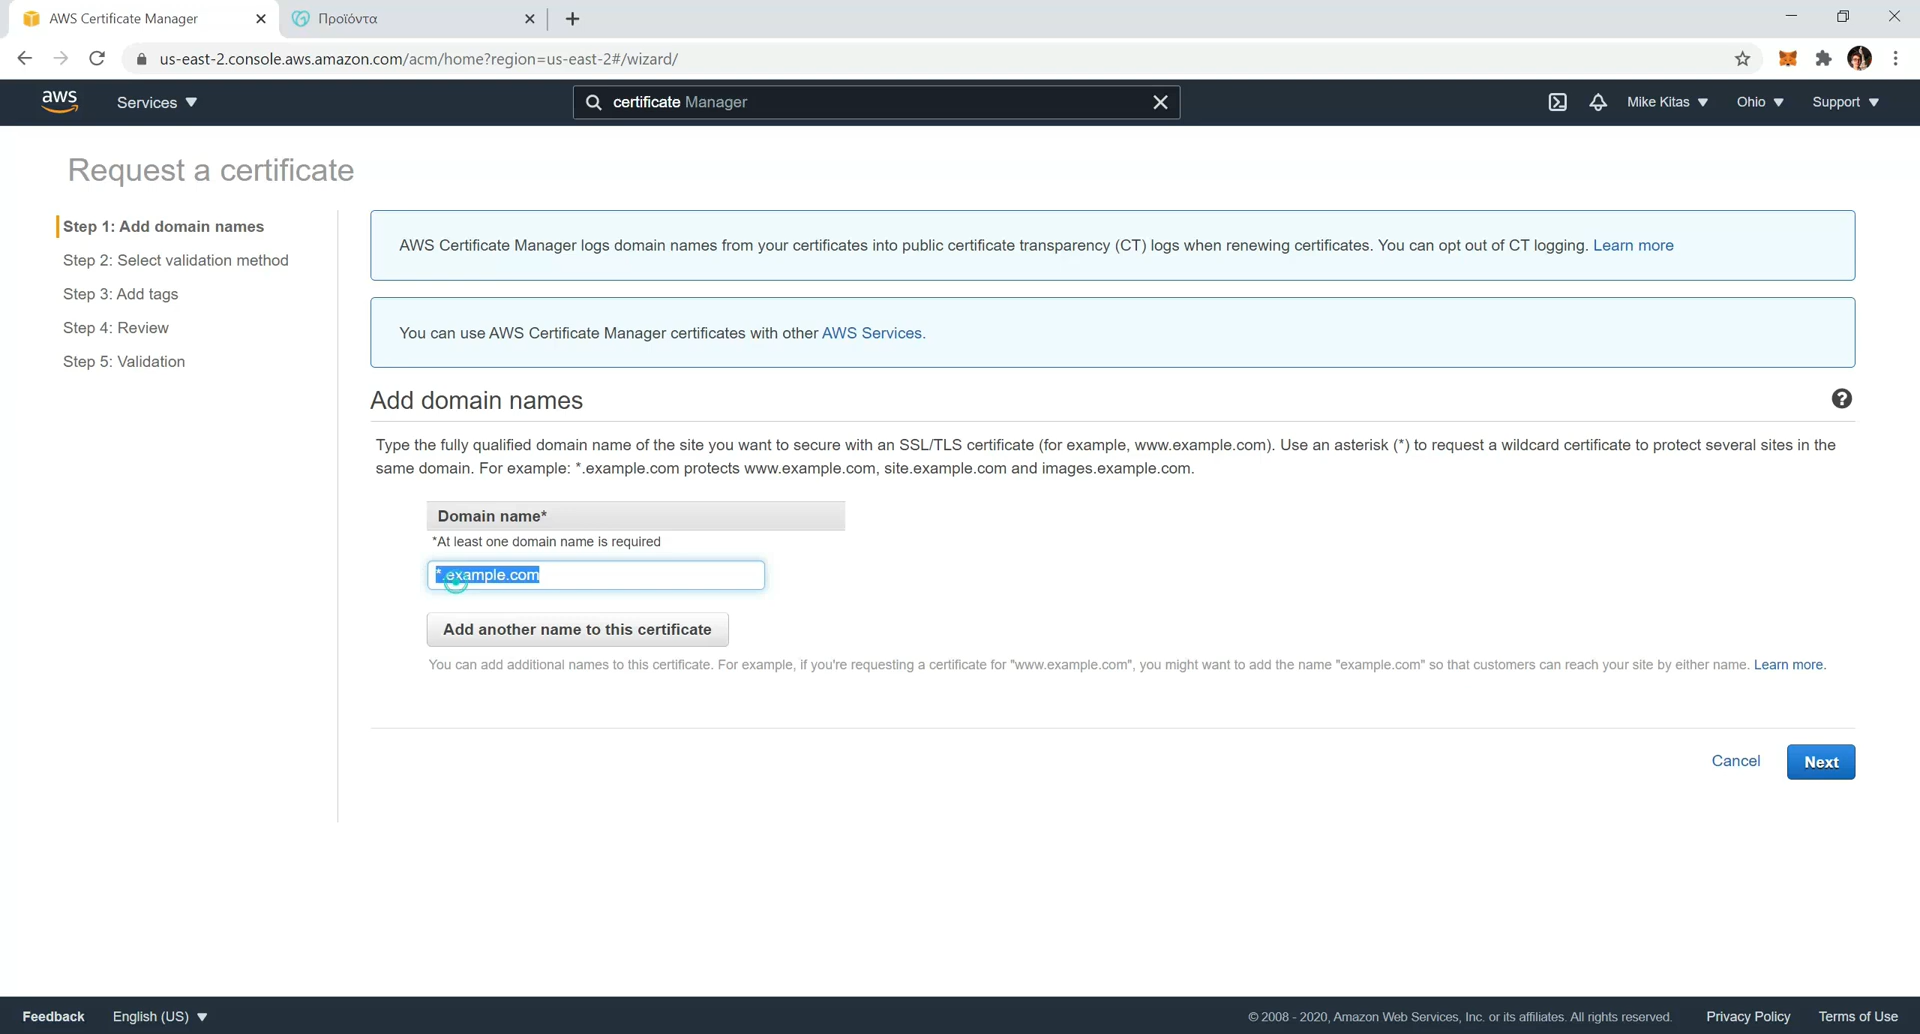 AWS Certificate Manager
Προϊόντα
us-east-2.console.aws.amazon.com/acm/home?region=us-east-2#/wizard/
aws
Services
certificate Manager
Mike Kitas
Ohio
Support
Request a certificate
Step 1: Add domain names
Step 2: Select validation method
Step 3: Add tags
Step 4: Review
Step 5: Validation
AWS Certificate Manager logs domain names from your certificates into public certificate transparency (CT) logs when renewing certificates. You can opt out of CT logging. Learn more
You can use AWS Certificate Manager certificates with other AWS Services.
Add domain names
Type the fully qualified domain name of the site you want to secure with an SSL/TLS certificate (for example, www.example.com). Use an asterisk (*) to request a wildcard certificate to protect several sites in the
same domain. For example: *.example.com protects www.example.com, site.example.com and images.example.com.
Domain name*
*At least one domain name is required
*.example.com
Add another name to this certificate
You can add additional names to this certificate. For example, if you're requesting a certificate for "www.example.com", you might want to add the name "example.com" so that customers can reach your site by either name. Learn more.
Cancel
Next
Feedback
English (US)
© 2008 - 2020, Amazon Web Services, Inc. or its affiliates. All rights reserved.
Privacy Policy
Terms of Use